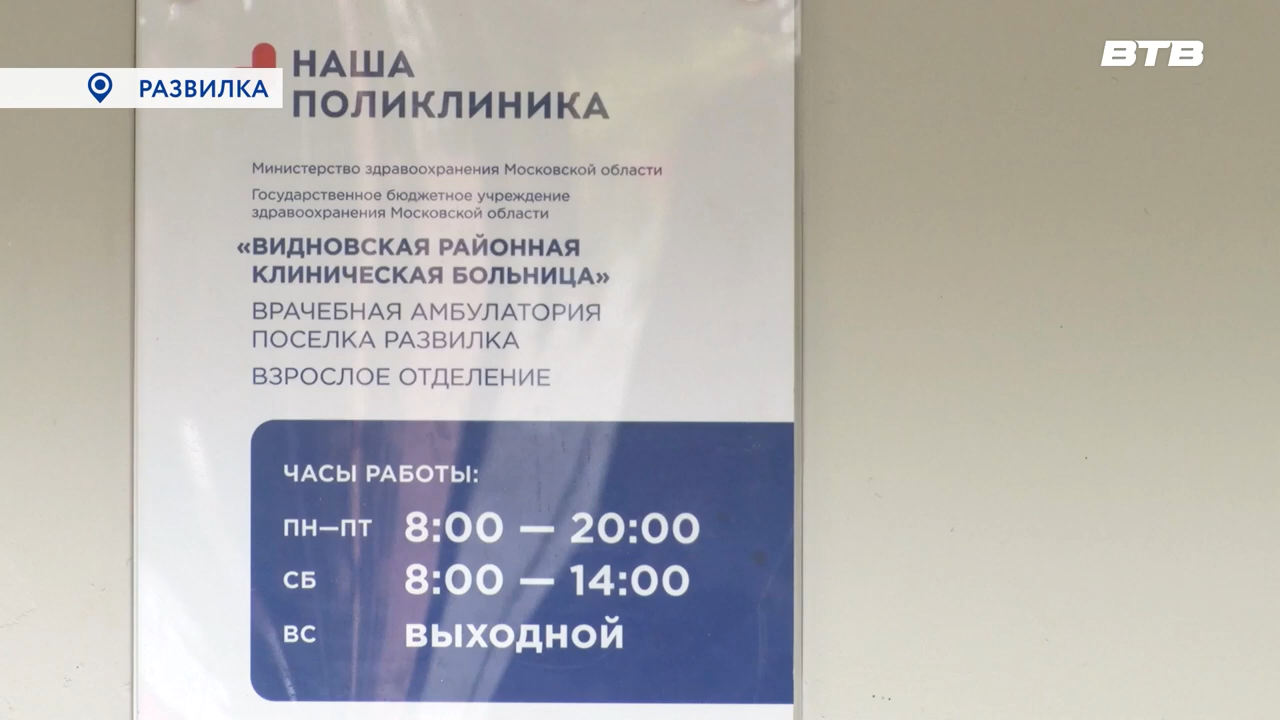 НАША
ПОЛИКЛИНИКА
РАЗВИЛКА
ВТВ
Министерство здравоохранения Московской области
Государственное бюджетное учреждение
здравоохранения Московской области
«ВИДНОВСКАЯ РАЙОННАЯ
КЛИНИЧЕСКАЯ БОЛЬНИЦА»
ВРАЧЕБНАЯ АМБУЛАТОРИЯ
ПОСЕЛКА РАЗВИЛКА
ВЗРОСЛОЕ ОТДЕЛЕНИЕ
ЧАСЫ РАБОТЫ:
ПН—ПТ 8:00 — 20:00
СБ 8:00 — 14:00
ВС ВЫХОДНОЙ